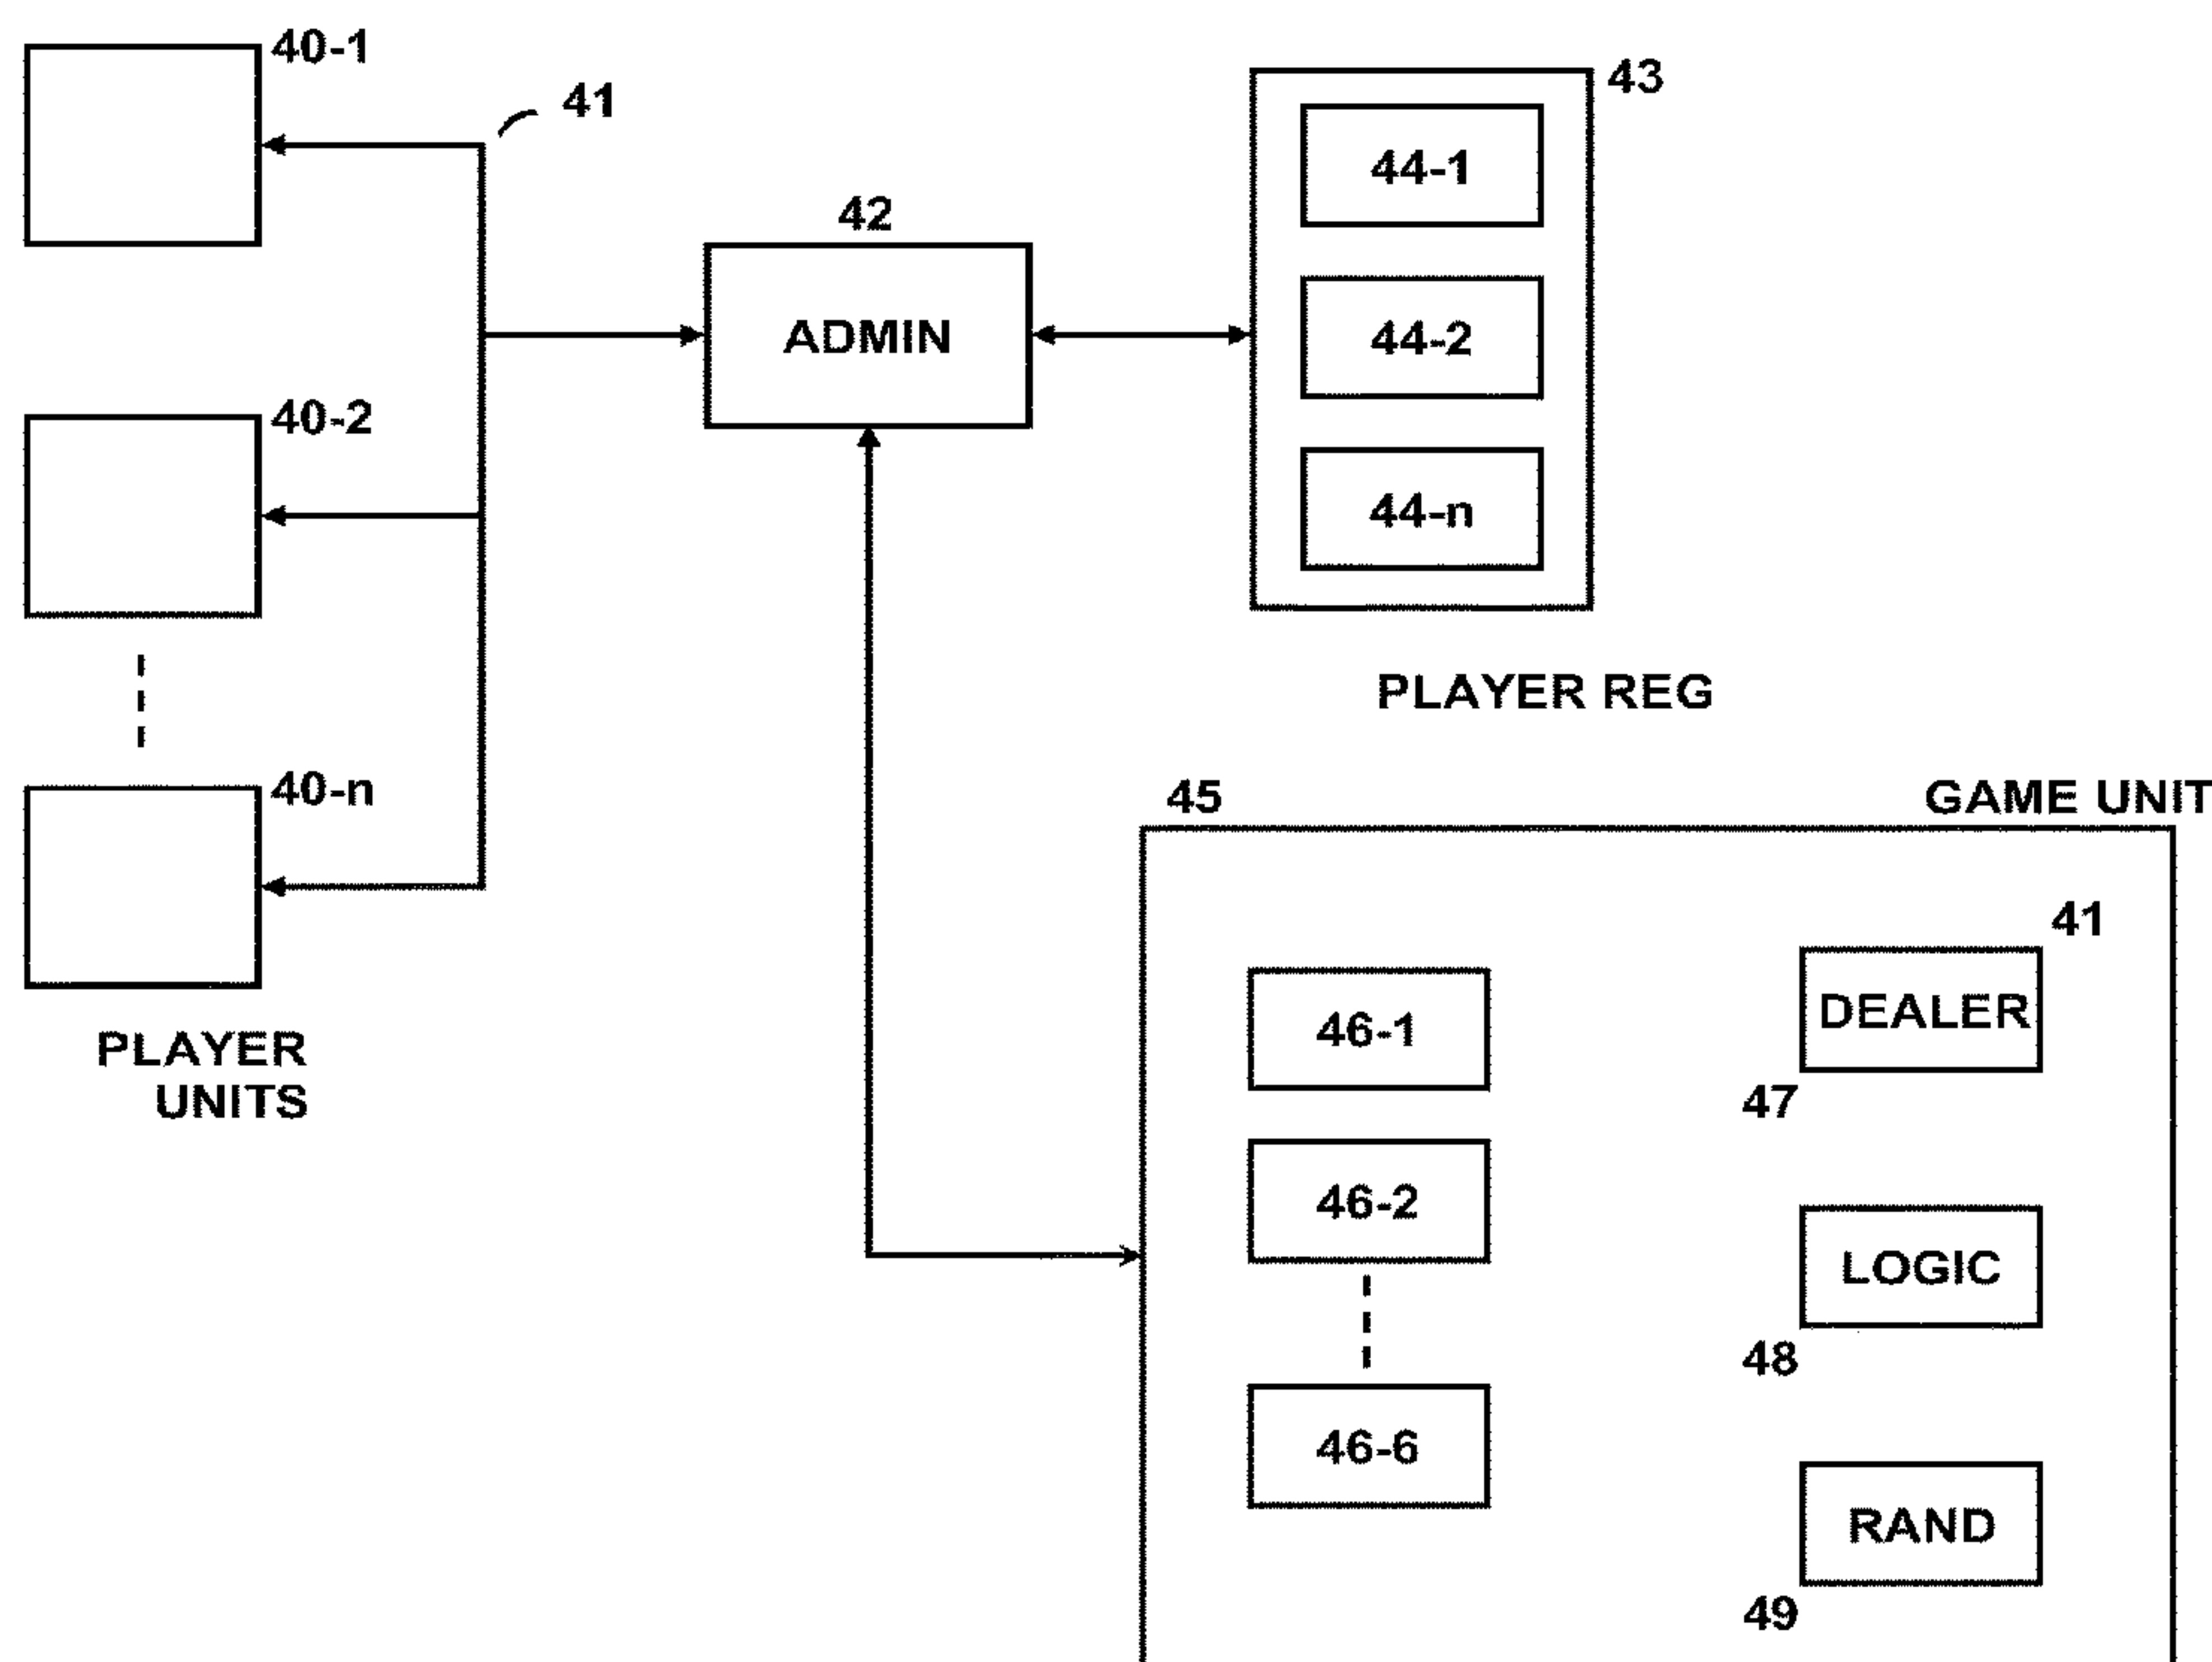 40-1
41
43
44-1
42
ADMIN
44-2
40-2
44-n
PLAYER REG
40-n
45
GAME UNIT
41
46-1
DEALER
PLAYER
UNITS
47
46-2
LOGIC
48
46-6
RAND
49